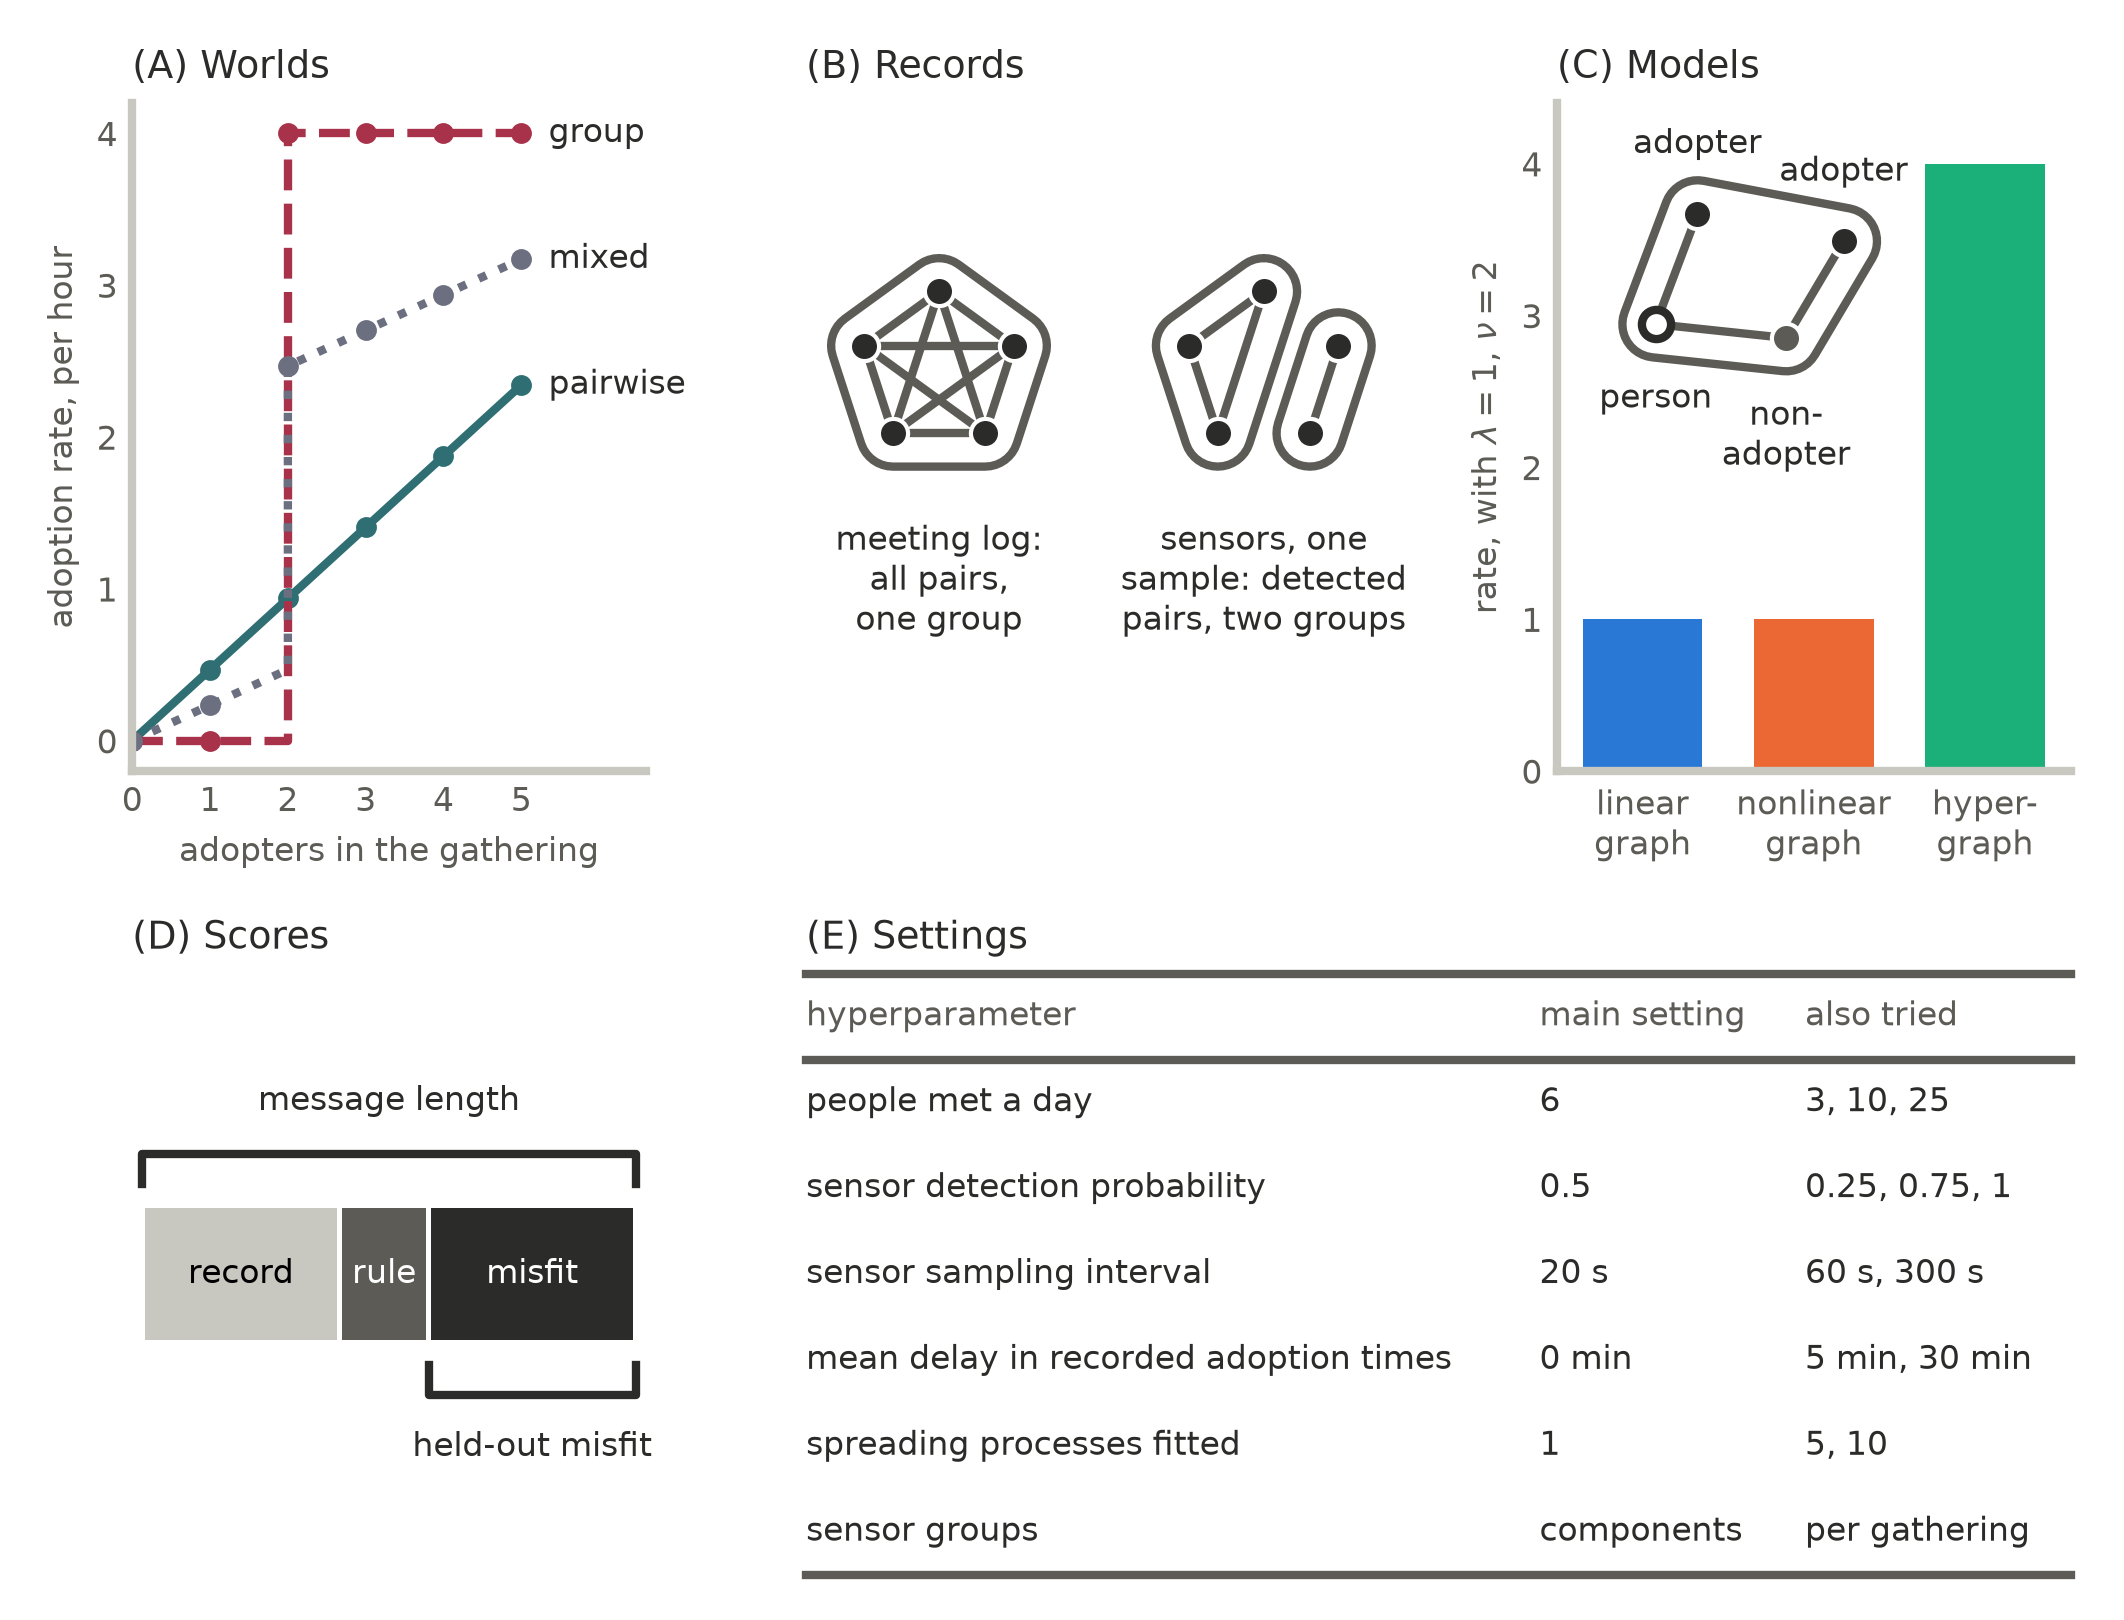 (A) Worlds
adoption rate, per hour
4
3
2
1
0
group
mixed
pairwise
0 1 2 3 4 5
adopters in the gathering
(B) Records
meeting log:
all pairs,
one group
sensors, one
sample: detected
pairs, two groups
(C) Models
rate, with λ = 1, ν = 2
4
3
2
1
0
adopter
adopter
person
non-
adopter
linear
graph
nonlinear
graph
hyper-
graph
(D) Scores
message length
record rule misfit
held-out misfit
(E) Settings
hyperparameter main setting also tried
people met a day 6 3, 10, 25
sensor detection probability 0.5 0.25, 0.75, 1
sensor sampling interval 20 s 60 s, 300 s
mean delay in recorded adoption times 0 min 5 min, 30 min
spreading processes fitted 1 5, 10
sensor groups components per gathering